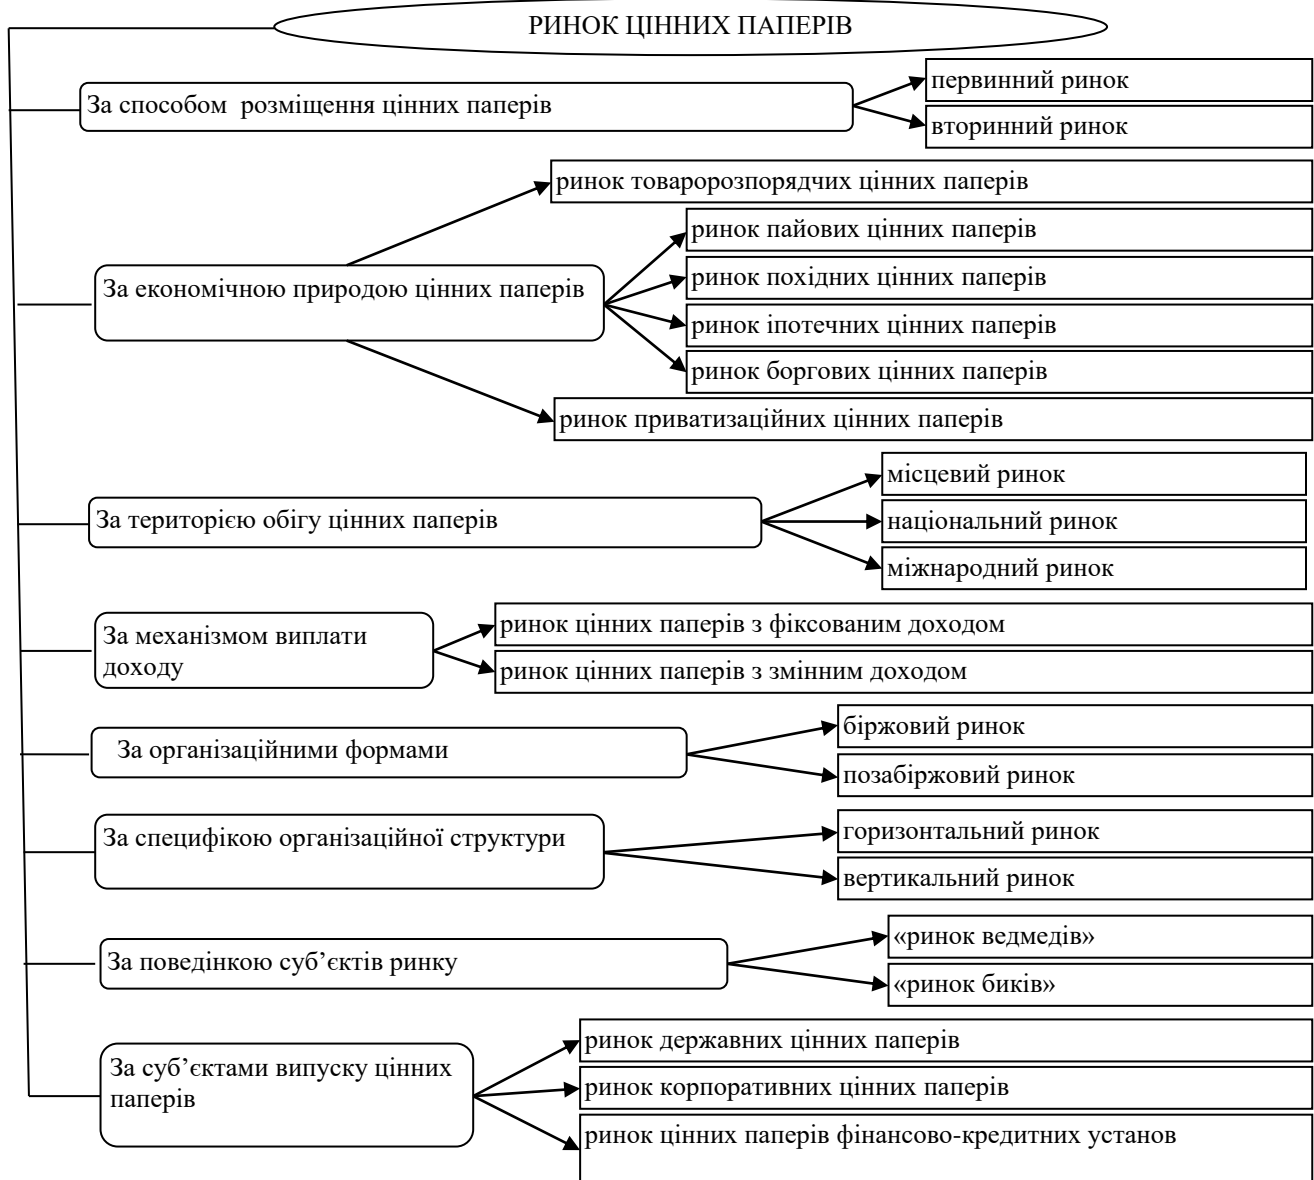 РИНОК ЦІННИХ ПАПЕРІВ
За способом розміщення цінних паперів
первинний ринок
вторинний ринок
За економічною природою цінних паперів
ринок товаророзпорядчих цінних паперів
ринок пайових цінних паперів
ринок похідних цінних паперів
ринок іпотечних цінних паперів
ринок боргових цінних паперів
ринок приватизаційних цінних паперів
За територією обігу цінних паперів
місцевий ринок
національний ринок
міжнародний ринок
За механізмом виплати
доходу
ринок цінних паперів з фіксованим доходом
ринок цінних паперів з змінним доходом
За організаційними формами
біржовий ринок
позабіржовий ринок
За специфікою організаційної структури
горизонтальний ринок
вертикальний ринок
За поведінкою суб’єктів ринку
«ринок ведмедів»
«ринок биків»
За суб’єктами випуску цінних
паперів
ринок державних цінних паперів
ринок корпоративних цінних паперів
ринок цінних паперів фінансово-кредитних установ